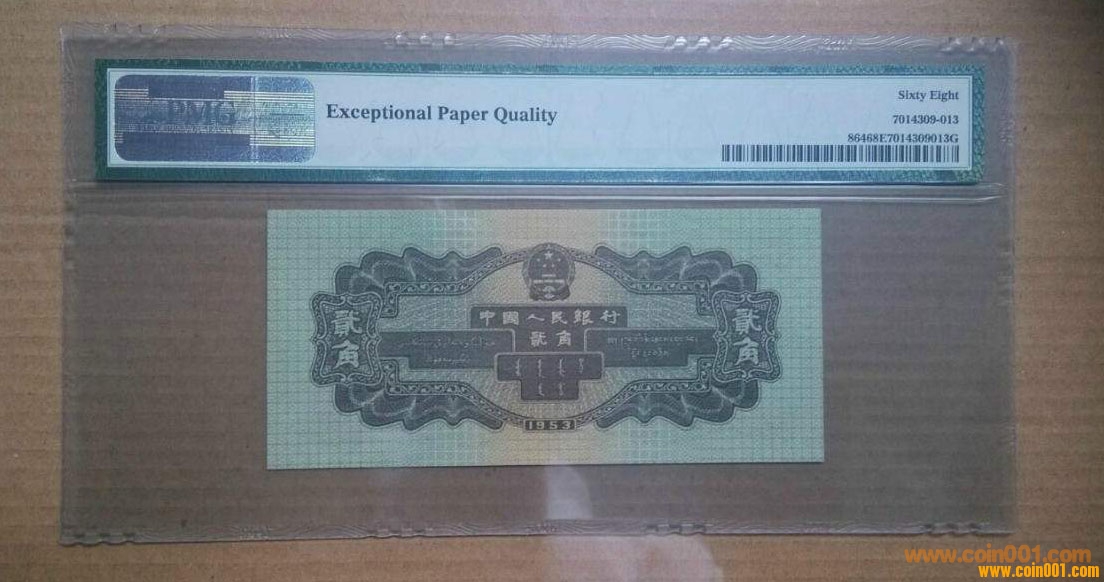 PMG
Exceptional Paper Quality
Sixty Eight
7014309-013
86468E7014309013G
中國人民銀行
貳角
貳角
貳角
1953
www.coin001.com
www.coin001.com